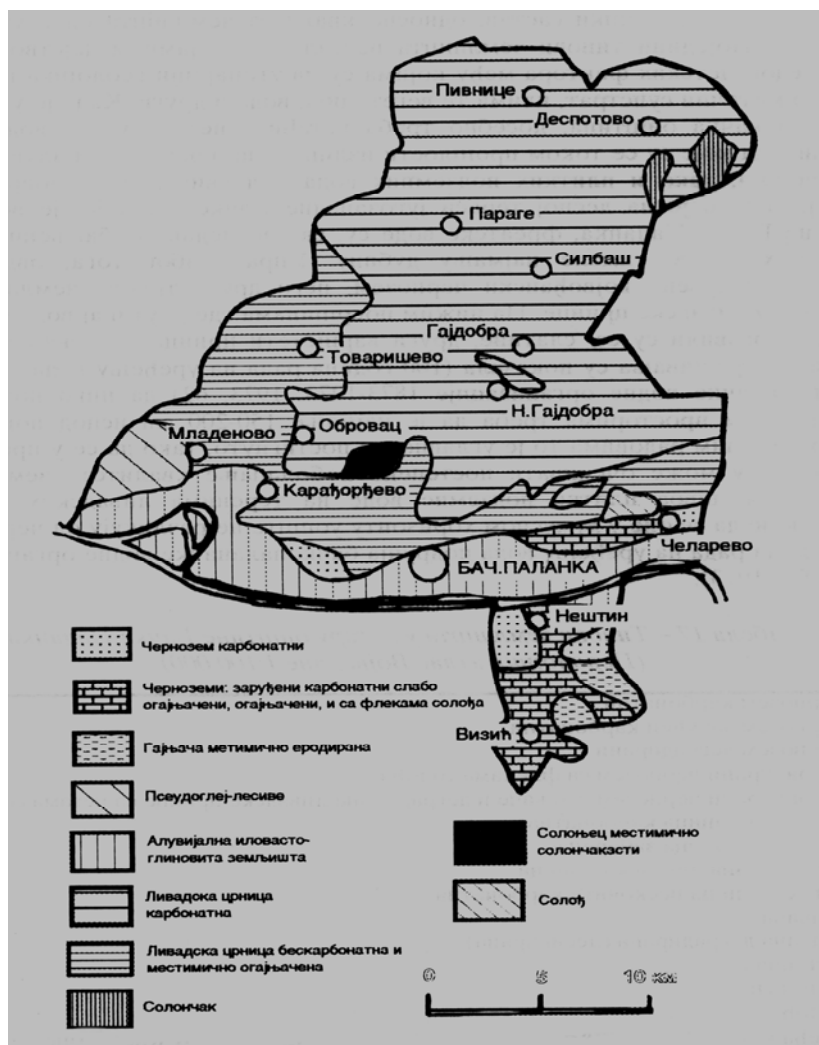 Пивнице
Деспотово
Параге
Силбаш
Гајдобра
Товаришево
Н.Гајдобра
Обровац
Младеново
Карађорђево
Челарево
БАЧ.ПАЛАНКА
Нештин
Визић
Чернозем карбонатни
Черноземи: заруђени карбонатни слабо
огајњачени, огајњачени, и са флекама солођа
Гајњача метимично еродирана
Псеудоглеј-лесиве
Алувијална иловасто-
глиновита земљишта
Ливадска црница
карбонатна
Ливадска црница бескарбонатна и
местимично огајњачена
Солончак
Солоњец местимично
солончакасти
Солођ
0 5 10 км